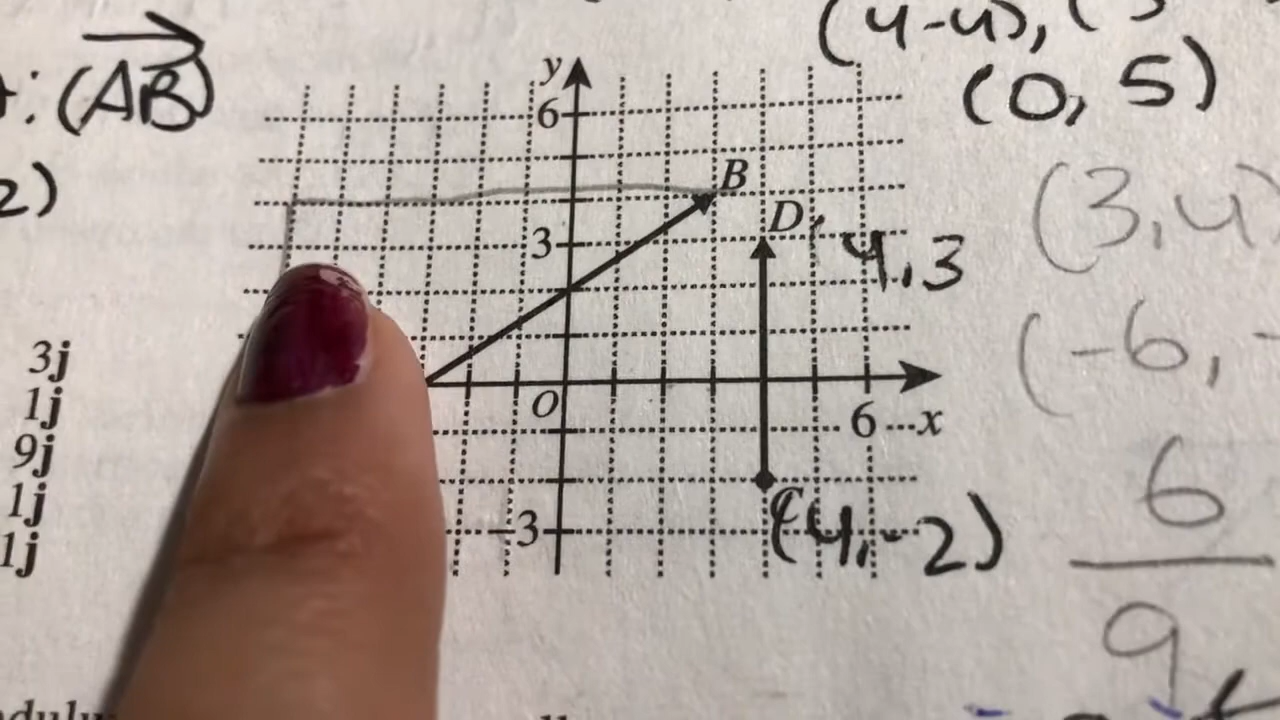 (4-4), (3
: (AB)
(0, 5)
y
6
B
2)
(3,4)
D
3
4,3
3j
(-6, -
1j
O
6
x
9j
6
1j
C
(4,-2)
-3
1j
9